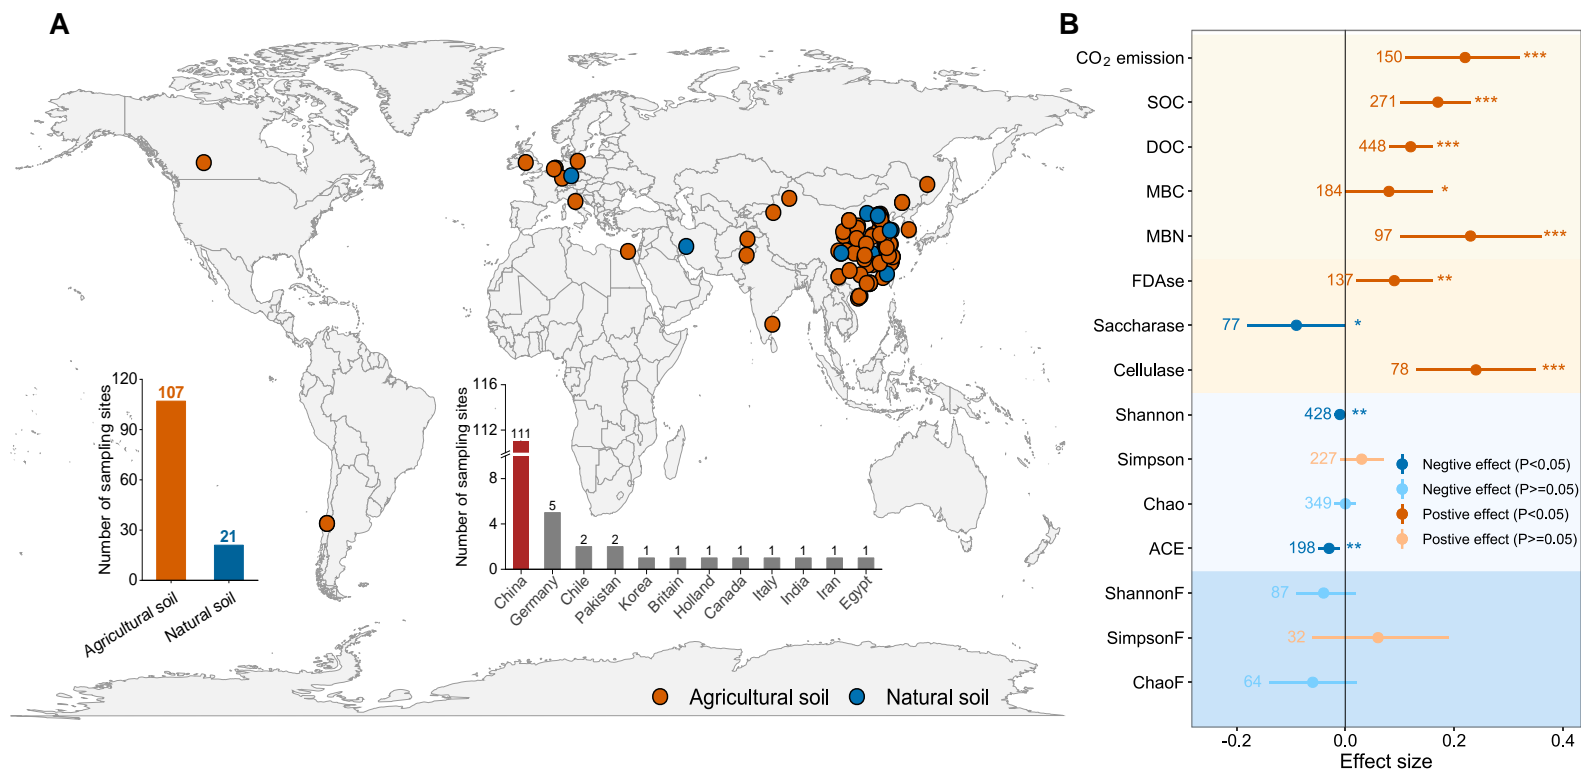 A
Number of sampling sites
120
90
60
30
0
107
21
Agricultural soil
Natural soil
Number of sampling sites
116
112
8
4
0
111
5
2
2
1
1
1
1
1
1
1
1
China
Germany
Chile
Pakistan
Korea
Britain
Holland
Canada
Italy
India
Iran
Egypt
Agricultural soil
Natural soil
B
CO₂ emission 150 ***
SOC 271 ***
DOC 448 ***
MBC 184 *
MBN 97 ***
FDAse 137 **
Saccharase 77 *
Cellulase 78 ***
Shannon 428 **
Simpson 227
Chao 349
ACE 198 **
ShannonF 87
SimpsonF 32
ChaoF 64
Negtive effect (P<0.05)
Negtive effect (P>=0.05)
Postive effect (P<0.05)
Postive effect (P>=0.05)
-0.2 0.0 0.2 0.4
Effect size